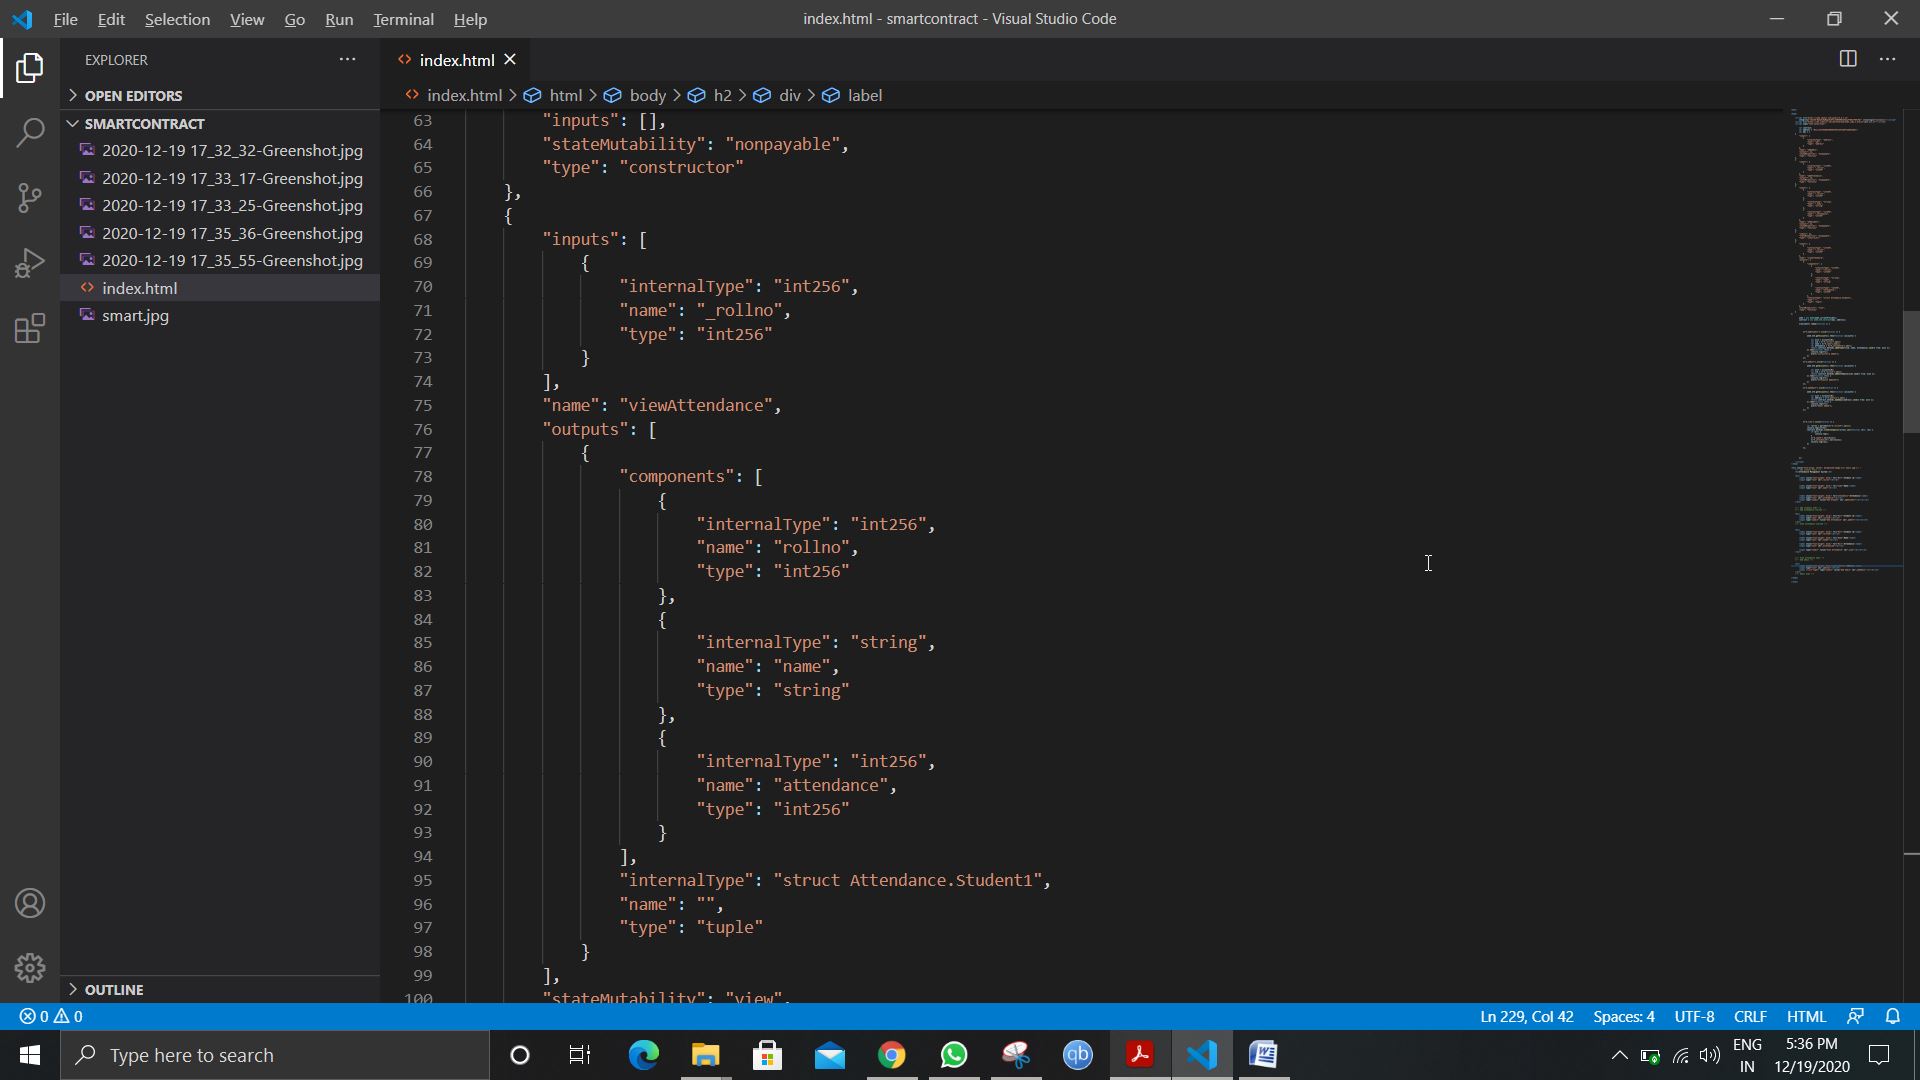 File Edit Selection View Go Run Terminal Help
index.html - smartcontract - Visual Studio Code
EXPLORER
OPEN EDITORS
SMARTCONTRACT
2020-12-19 17_32_32-Greenshot.jpg
2020-12-19 17_33_17-Greenshot.jpg
2020-12-19 17_33_25-Greenshot.jpg
2020-12-19 17_35_36-Greenshot.jpg
2020-12-19 17_35_55-Greenshot.jpg
index.html
smart.jpg
OUTLINE
index.html
index.html > html > body > h2 > div > label
63 "inputs": [],
64 "stateMutability": "nonpayable",
65 "type": "constructor"
66 },
67 {
68 "inputs": [
69 {
70 "internalType": "int256",
71 "name": "_rollno",
72 "type": "int256"
73 }
74 ],
75 "name": "viewAttendance",
76 "outputs": [
77 {
78 "components": [
79 {
80 "internalType": "int256",
81 "name": "rollno",
82 "type": "int256"
83 },
84 {
85 "internalType": "string",
86 "name": "name",
87 "type": "string"
88 },
89 {
90 "internalType": "int256",
91 "name": "attendance",
92 "type": "int256"
93 }
94 ],
95 "internalType": "struct Attendance.Student1",
96 "name": "",
97 "type": "tuple"
98 }
99 ],
100 "stateMutability": "view",
0 0
Ln 229, Col 42 Spaces: 4 UTF-8 CRLF HTML
Type here to search
qb
ENG
IN
5:36 PM
12/19/2020